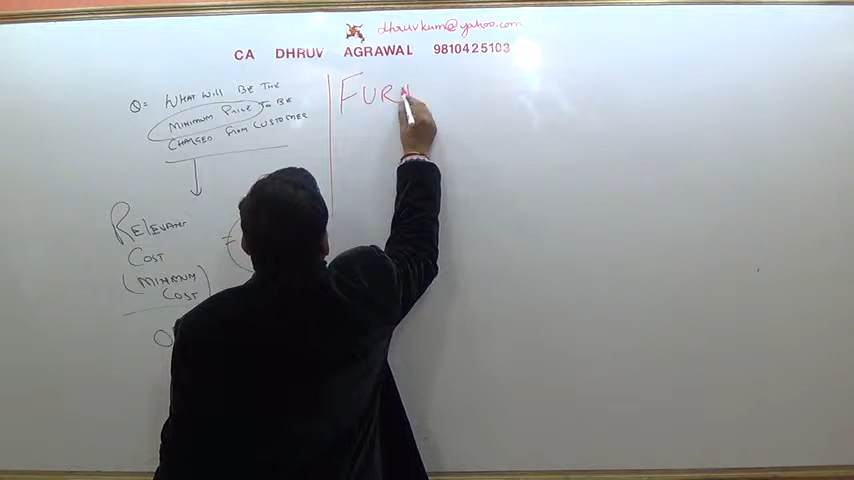 dhruvkum@yahoo.com
CA DHRUV AGRAWAL 9810425103
Q= WHAT WILL BE THE
MINIMUM PRICE TO BE
CHARGED FROM CUSTOMER
RELEVANT
COST
(MINIMUM
COST)
=
FURN